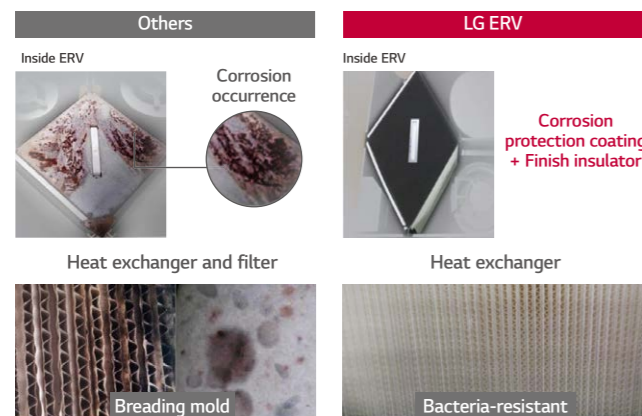 Others
Inside ERV
Corrosion
occurrence
Heat exchanger and filter
Breading mold
LG ERV
Inside ERV
Corrosion
protection coating
+ Finish insulator
Heat exchanger
Bacteria-resistant